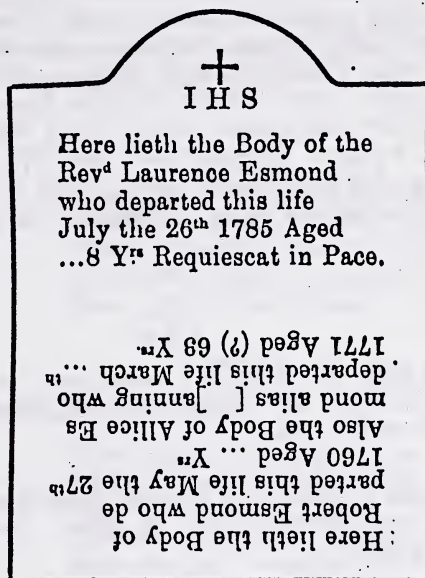 IHS
Here lieth the Body of the
Revᵈ Laurence Esmond
who departed this life
July the 26ᵗʰ 1785 Aged
...8 Yʳˢ Requiescat in Pace.
Here lieth the Body of
Robert Esmond who de
parted this life May the 27ᵗʰ
1760 Aged ... Yʳˢ
Also the Body of Allice Es
mond alias [ ]anning who
departed this life March ...ᵗʰ
1771 Aged (?) 69 Yʳˢ.